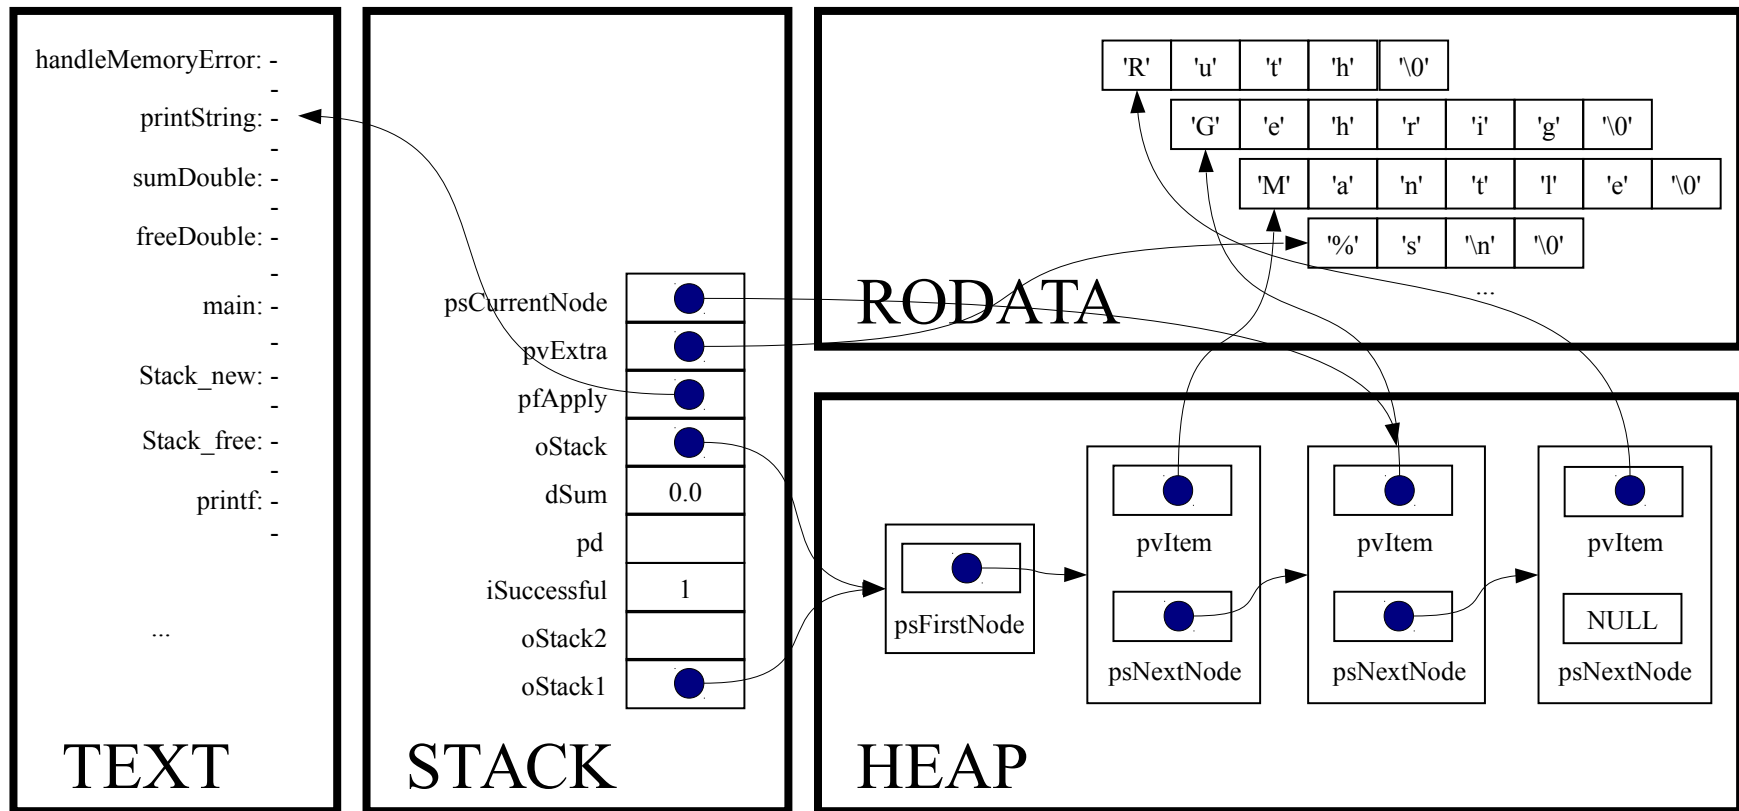 handleMemoryError: -
-
printString: -
-
sumDouble: -
-
freeDouble: -
-
main: -
-
Stack_new: -
-
Stack_free: -
-
printf: -
-
...
TEXT
psCurrentNode
pvExtra
pfApply
oStack
dSum 0.0
pd
iSuccessful 1
oStack2
oStack1
STACK
'R' 'u' 't' 'h' '\0'
'G' 'e' 'h' 'r' 'i' 'g' '\0'
'M' 'a' 'n' 't' 'l' 'e' '\0'
'%' 's' '\n' '\0'
...
RODATA
pvItem pvItem pvItem
psFirstNode
NULL
psNextNode psNextNode psNextNode
HEAP